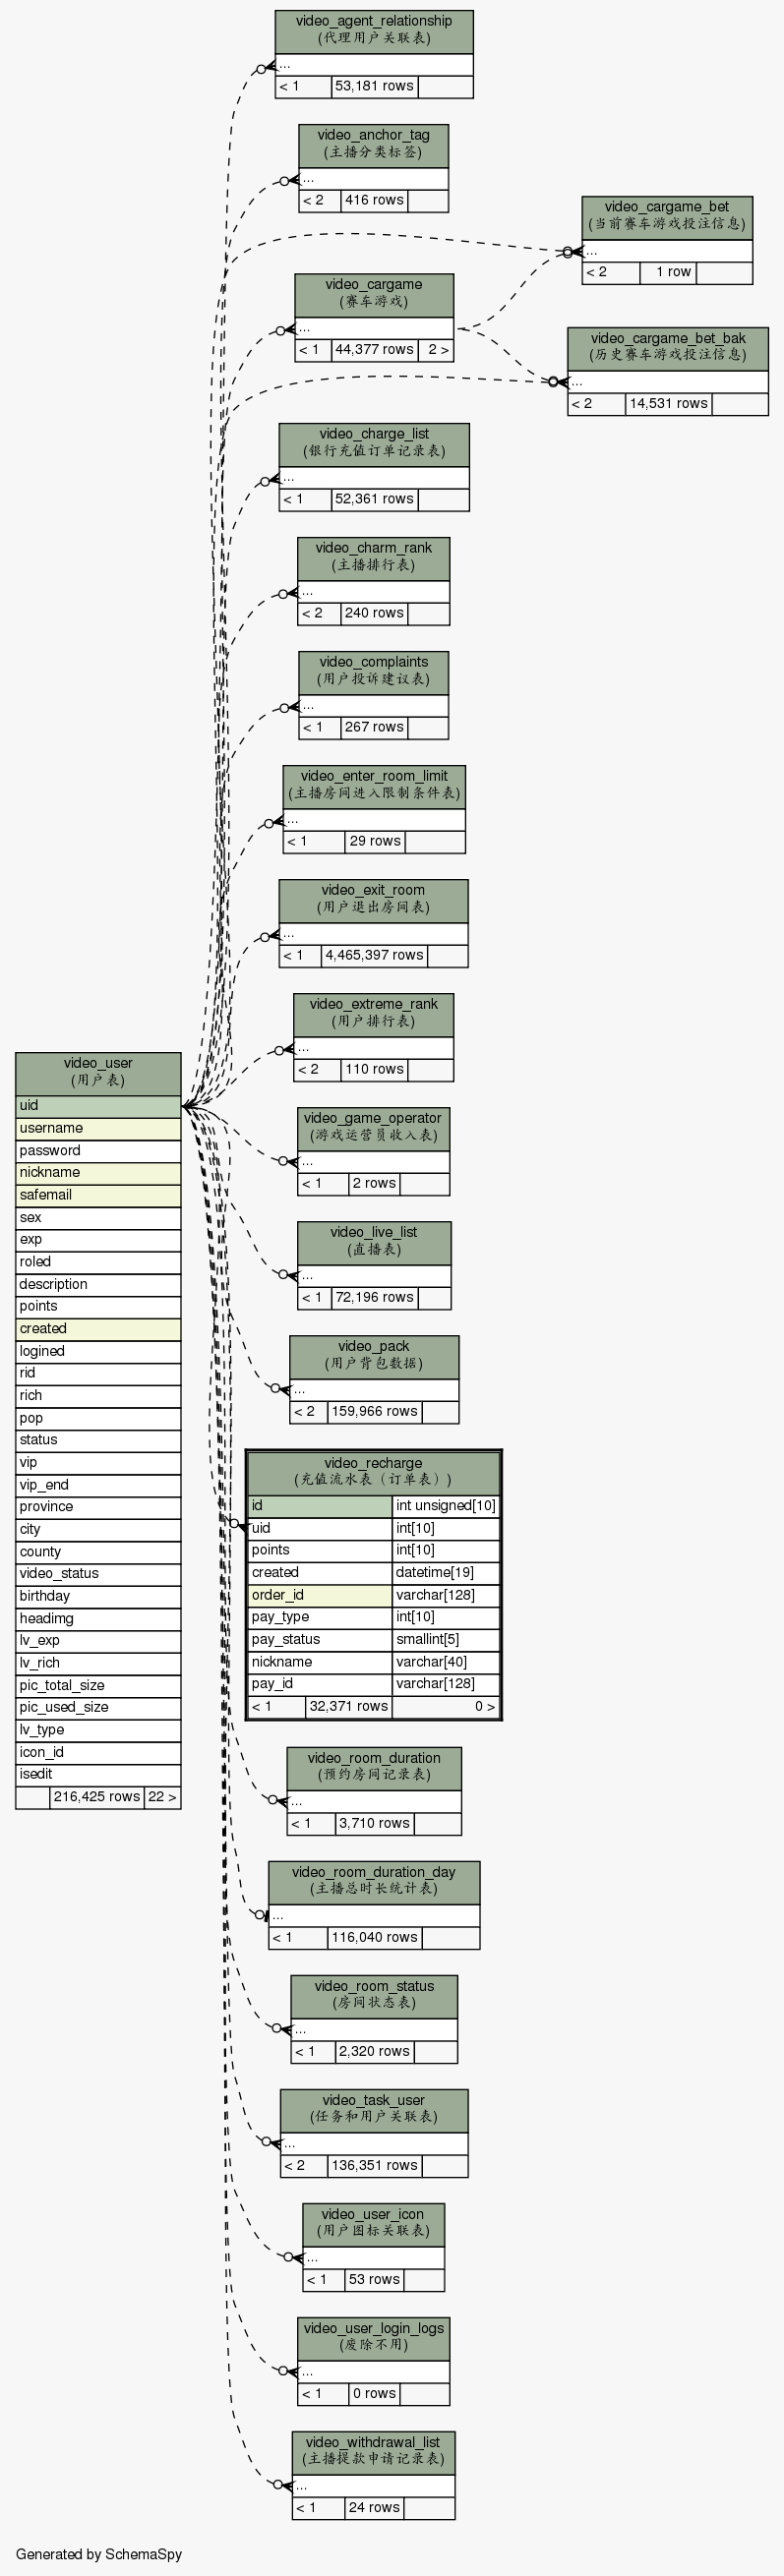 video_agent_relationship
(代理用户关联表)
...
< 1 53,181 rows
video_anchor_tag
(主播分类标签)
...
< 2 416 rows
video_cargame_bet
(当前赛车游戏投注信息)
...
< 2 1 row
video_cargame
(赛车游戏)
...
< 1 44,377 rows 2 >
video_cargame_bet_bak
(历史赛车游戏投注信息)
...
< 2 14,531 rows
video_charge_list
(银行充值订单记录表)
...
< 1 52,361 rows
video_charm_rank
(主播排行表)
...
< 2 240 rows
video_complaints
(用户投诉建议表)
...
< 1 267 rows
video_enter_room_limit
(主播房间进入限制条件表)
...
< 1 29 rows
video_exit_room
(用户退出房间表)
...
< 1 4,465,397 rows
video_extreme_rank
(用户排行表)
...
< 2 110 rows
video_user
(用户表)
uid
username
password
nickname
safemail
sex
exp
roled
description
points
created
logined
rid
rich
pop
status
vip
vip_end
province
city
county
video_status
birthday
headimg
lv_exp
lv_rich
pic_total_size
pic_used_size
lv_type
icon_id
isedit
216,425 rows 22 >
video_game_operator
(游戏运营员收入表)
...
< 1 2 rows
video_live_list
(直播表)
...
< 1 72,196 rows
video_pack
(用户背包数据)
...
< 2 159,966 rows
video_recharge
(充值流水表（订单表）)
id int unsigned[10]
uid int[10]
points int[10]
created datetime[19]
order_id varchar[128]
pay_type int[10]
pay_status smallint[5]
nickname varchar[40]
pay_id varchar[128]
< 1 32,371 rows 0 >
video_room_duration
(预约房间记录表)
...
< 1 3,710 rows
video_room_duration_day
(主播总时长统计表)
...
< 1 116,040 rows
video_room_status
(房间状态表)
...
< 1 2,320 rows
video_task_user
(任务和用户关联表)
...
< 2 136,351 rows
video_user_icon
(用户图标关联表)
...
< 1 53 rows
video_user_login_logs
(废除不用)
...
< 1 0 rows
video_withdrawal_list
(主播提款申请记录表)
...
< 1 24 rows
Generated by SchemaSpy